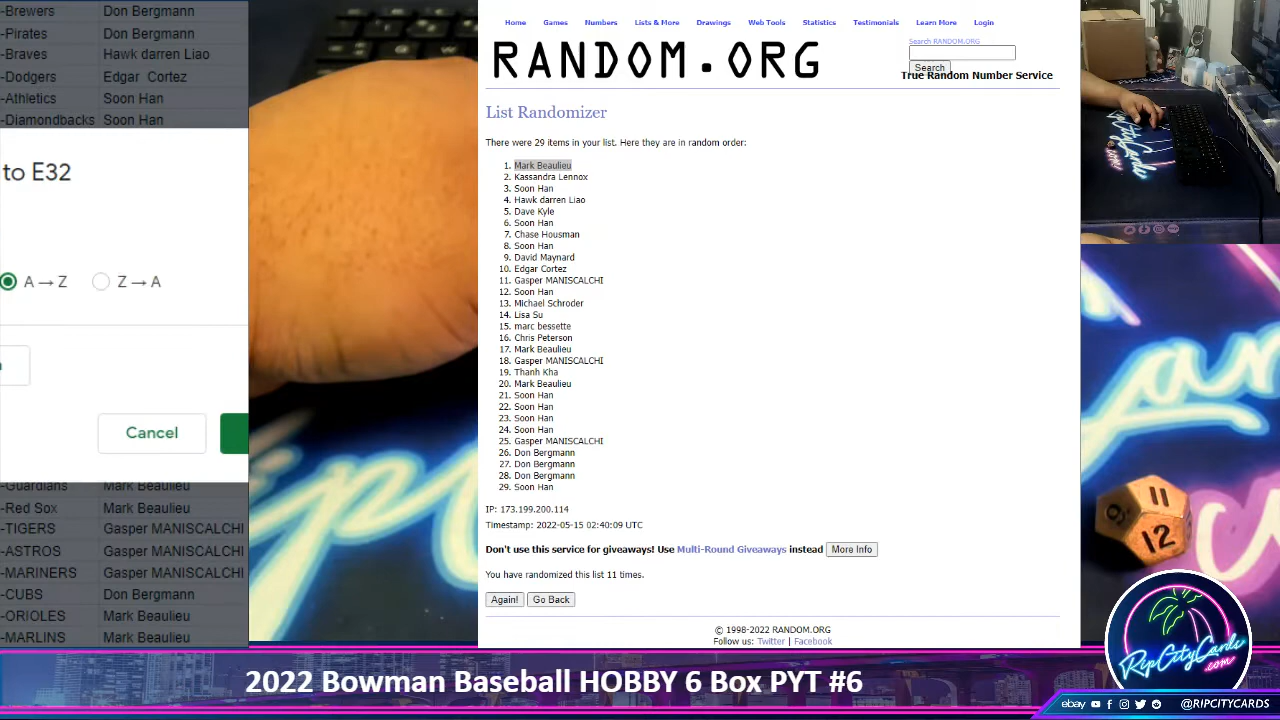 -Brewers Don Bergmann
-Pirates Don Bergmann
-Braves Hawk darren Liao
-Dodgers Edgar Cortez
-Athletics Soon Han
-Diamondbacks Soon Han
to E32
A → Z Z → A
Cancel
-Guardians Mark Beaulieu
-Red Sox Mark Beaulieu
-TIGERS Gasper MANISCALCHI
-ASTROS Gasper MANISCALCHI
-MARINERS Gasper MANISCALCHI
-CUBS Don Bergmann
-ORIOLES Mark Beaulieu
-MARLINS Mark Beaulieu
Home Games Numbers Lists & More Drawings Web Tools Statistics Testimonials Learn More Login
RANDOM.ORG
Search RANDOM.ORG
Search
True Random Number Service
List Randomizer
There were 29 items in your list. Here they are in random order:
1. Mark Beaulieu
2. Kassandra Lennox
3. Soon Han
4. Hawk darren Liao
5. Dave Kyle
6. Soon Han
7. Chase Housman
8. Soon Han
9. David Maynard
10. Edgar Cortez
11. Gasper MANISCALCHI
12. Soon Han
13. Michael Schroder
14. Lisa Su
15. marc bessette
16. Chris Peterson
17. Mark Beaulieu
18. Gasper MANISCALCHI
19. Thanh Kha
20. Mark Beaulieu
21. Soon Han
22. Soon Han
23. Soon Han
24. Soon Han
25. Gasper MANISCALCHI
26. Don Bergmann
27. Don Bergmann
28. Don Bergmann
29. Soon Han
IP: 173.199.200.114
Timestamp: 2022-05-15 02:40:09 UTC
Don't use this service for giveaways! Use Multi-Round Giveaways instead More Info
You have randomized this list 11 times.
Again! Go Back
© 1998-2022 RANDOM.ORG
Follow us: Twitter | Facebook
9 11 12
RipCityCards
.com
2022 Bowman Baseball HOBBY 6 Box PYT #6
ebay @RIPCITYCARDS